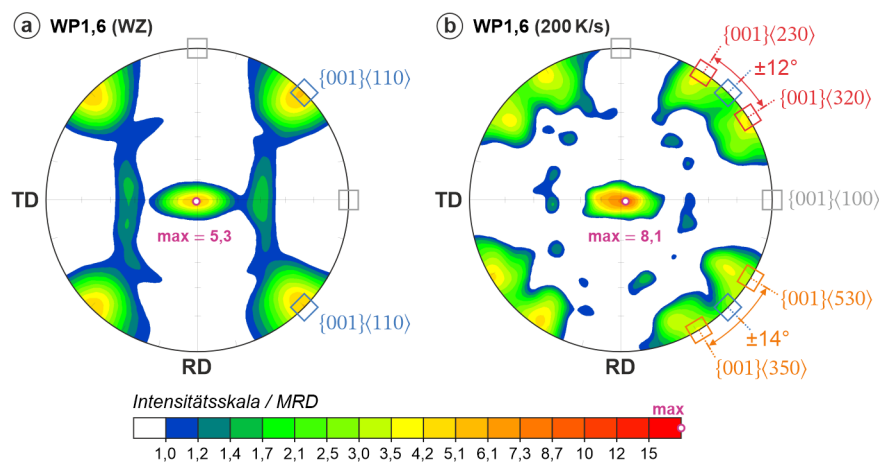 a WP1,6 (WZ)
{001}⟨110⟩
TD
max = 5,3
{001}⟨110⟩
RD
b WP1,6 (200 K/s)
{001}⟨230⟩
±12°
{001}⟨320⟩
TD
{001}⟨100⟩
max = 8,1
{001}⟨530⟩
±14°
{001}⟨350⟩
RD
Intensitätsskala / MRD
max
1,0 1,2 1,4 1,7 2,1 2,5 3,0 3,5 4,2 5,1 6,1 7,3 8,7 10 12 15